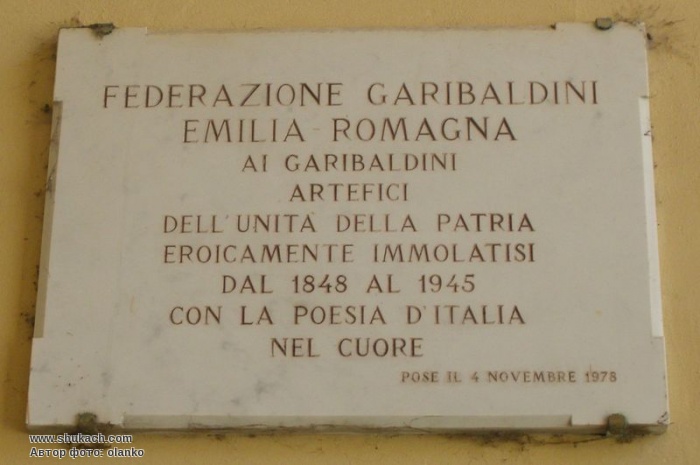 FEDERAZIONE GARIBALDINI
EMILIA-ROMAGNA
AI GARIBALDINI
ARTEFICI
DELL'UNITÀ DELLA PATRIA
EROICAMENTE IMMOLATISI
DAL 1848 AL 1945
CON LA POESIA D'ITALIA
NEL CUORE
POSE IL 4 NOVEMBRE 1978
www.shukach.com
Автор фото: olanko